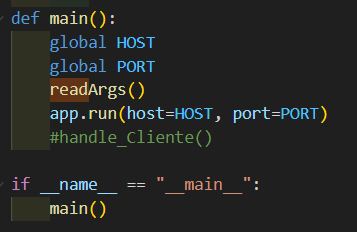 def main():
    global HOST
    global PORT
    readArgs()
    app.run(host=HOST, port=PORT)
    #handle_Cliente()
if __name__ == "__main__":
    main()